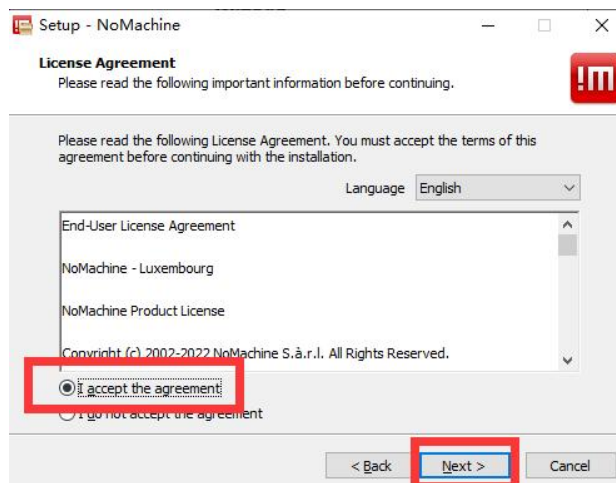 Setup - NoMachine
License Agreement
Please read the following important information before continuing.
!M
Please read the following License Agreement. You must accept the terms of this
agreement before continuing with the installation.
Language English
End-User License Agreement
NoMachine - Luxembourg
NoMachine Product License
Copyright (c) 2002-2022 NoMachine S.à r.l. All Rights Reserved.
I accept the agreement
I do not accept the agreement
< Back Next > Cancel